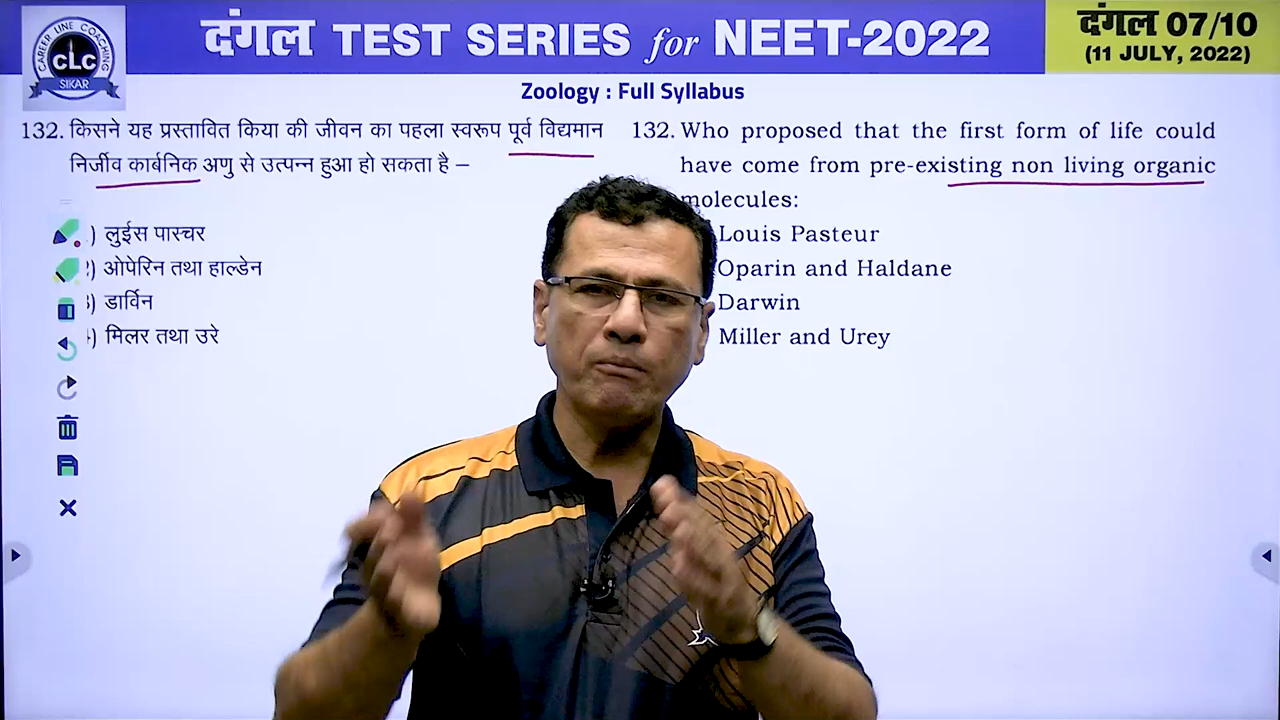 CAREER LINE COACHING
CLC
SIKAR
दंगल TEST SERIES for NEET-2022
दंगल 07/10
(11 JULY, 2022)
Zoology : Full Syllabus
132. किसने यह प्रस्तावित किया की जीवन का पहला स्वरूप पूर्व विद्यमान
निर्जीव कार्बनिक अणु से उत्पन्न हुआ हो सकता है –
) लुईस पास्चर
) ओपेरिन तथा हाल्डेन
) डार्विन
) मिलर तथा उरे
132. Who proposed that the first form of life could
have come from pre-existing non living organic
molecules:
Louis Pasteur
Oparin and Haldane
Darwin
Miller and Urey